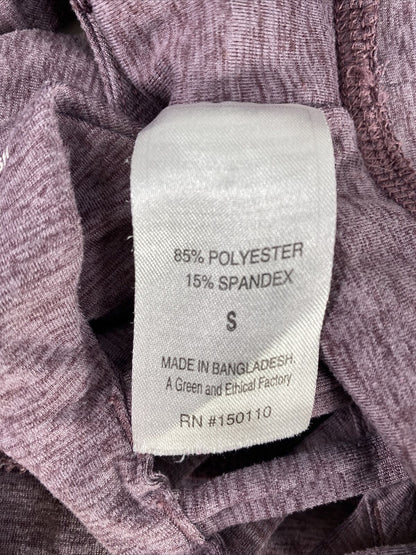 85% POLYESTER
15% SPANDEX
S
MADE IN BANGLADESH.
A Green and Ethical Factory
RN #150110